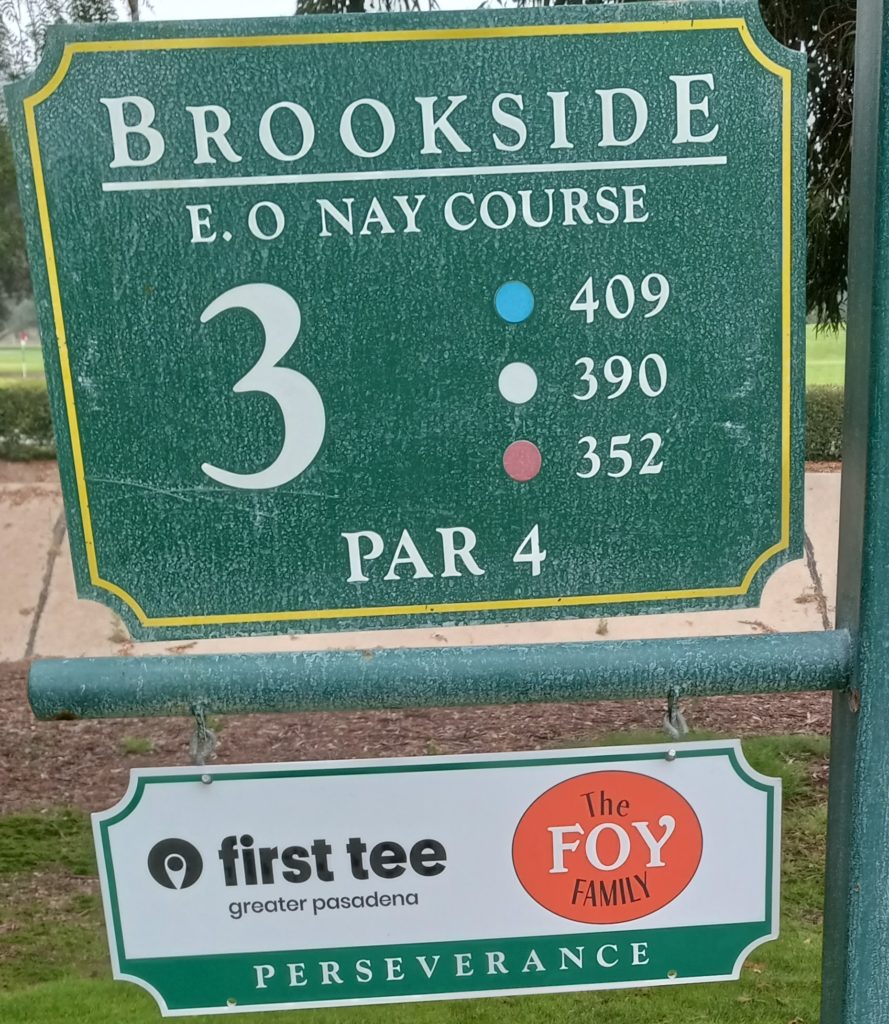 BROOKSIDE
E. O NAY COURSE
3
409
390
352
PAR 4
first tee
greater pasadena
The
FOY
FAMILY
PERSEVERANCE